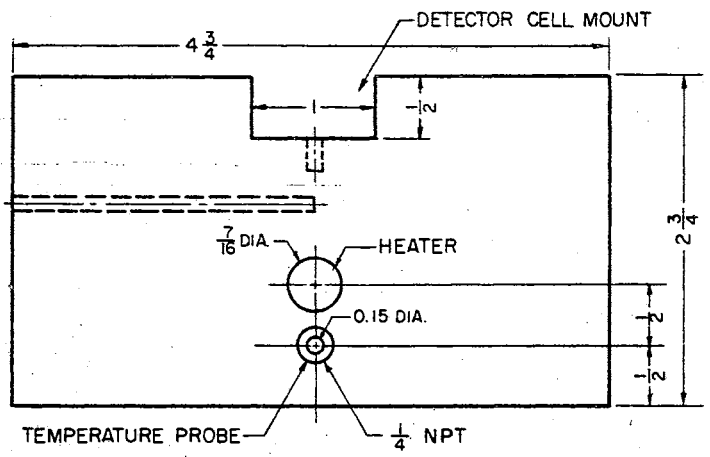 DETECTOR CELL MOUNT
4 3/4
1
1/2
2 3/4
7/16 DIA.
HEATER
0.15 DIA.
1/2
1/2
TEMPERATURE PROBE
1/4 NPT